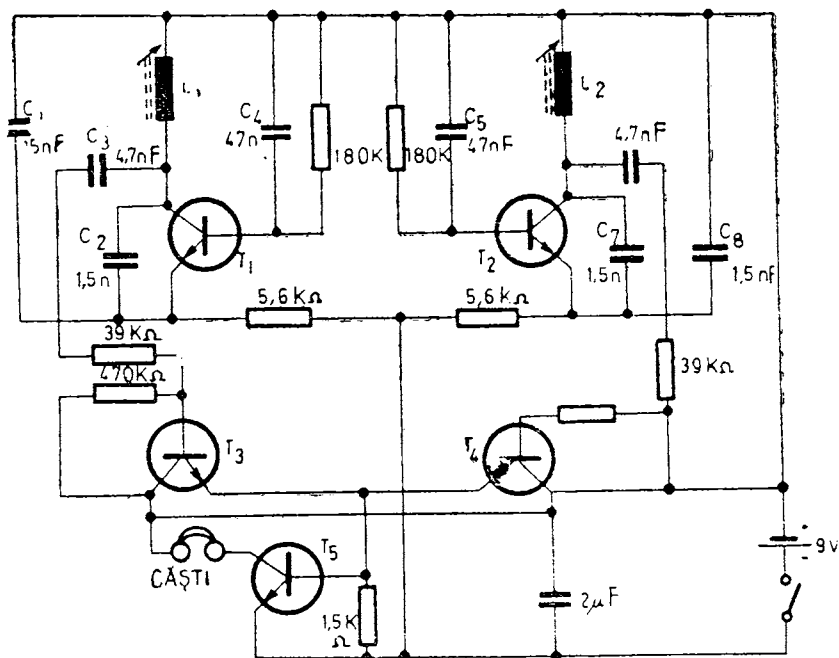 L1
L2
C4
47n
180K
180K
C5
47nF
4,7nF
C1
15nF
C3
4,7nF
C2
1,5n
T1
T2
C7
1,5n
C8
1,5nF
5,6KΩ
5,6KΩ
39KΩ
470KΩ
39KΩ
T3
T4
T5
CĂȘTI
1,5K
Ω
2µF
9V